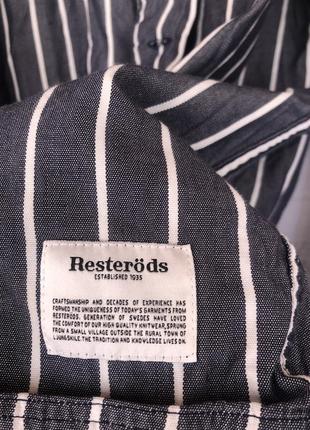 Resteröds
ESTABLISHED 1935
CRAFTSMANSHIP AND DECADES OF EXPERIENCE HAS
FORMED THE UNIQUENESS OF TODAY'S GARMENTS FROM
RESTERÖDS. GENERATION OF SWEDES HAVE LOVED
THE COMFORT OF OUR HIGH QUALITY KNITWEAR, SPRUNG
FROM A SMALL VILLAGE OUTSIDE THE RURAL TOWN OF
LJUNGSKILE. THE TRADITION AND KNOWLEDGE LIVES ON.